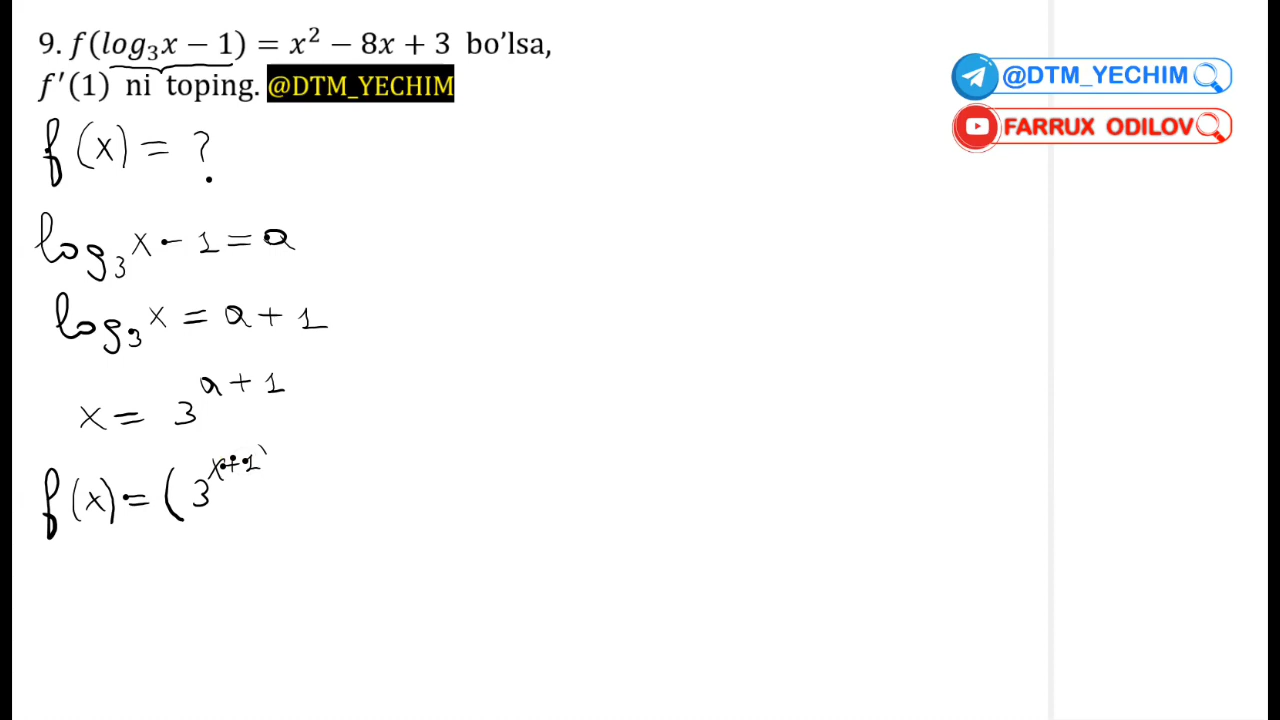 9. f(log₃x − 1) = x² − 8x + 3 bo’lsa,
f′(1) ni toping. @DTM_YECHIM
@DTM_YECHIM
FARRUX ODILOV
f(x) = ?
log₃x - 1 = a
log₃x = a + 1
x = 3^(a + 1)
f(x) = (3^(x+1)